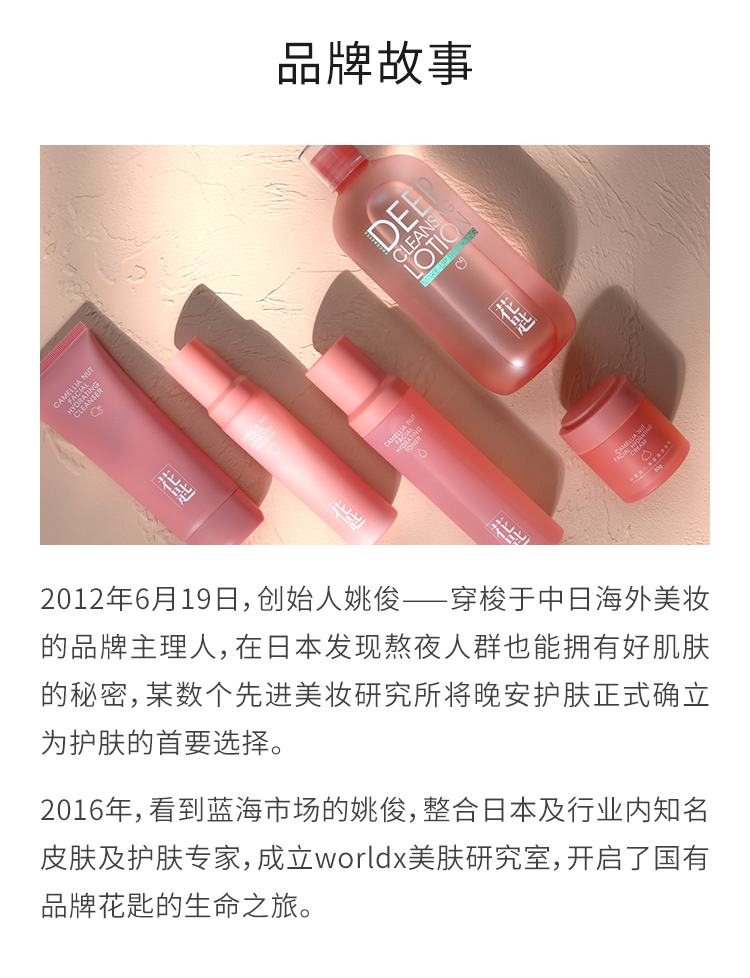 品牌故事
DEEP
CLEANSING
LOTION
花
匙
CAMELLIA NUT
FACIAL
HYDRATING
CLEANSER
花
匙
花
匙
CAMELLIA NUT
FACIAL
HYDRATING
TONER
花
匙
CAMELLIA NUT
FACIAL HYDRATING
CREAM
2012年6月19日，创始人姚俊——穿梭于中日海外美妆
的品牌主理人，在日本发现熬夜人群也能拥有好肌肤
的秘密，某数个先进美妆研究所将晚安护肤正式确立
为护肤的首要选择。
2016年，看到蓝海市场的姚俊，整合日本及行业内知名
皮肤及护肤专家，成立worldx美肤研究室，开启了国有
品牌花匙的生命之旅。